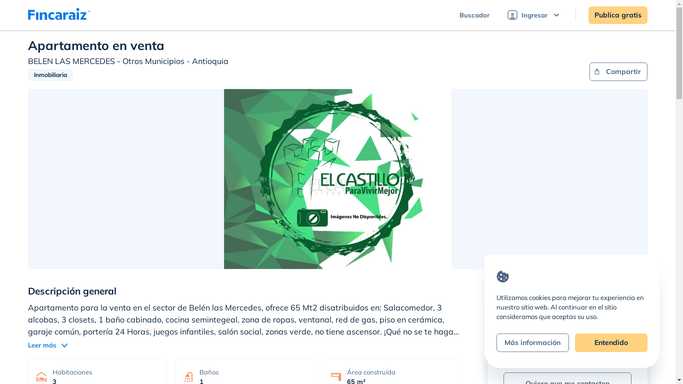 Fincaraiz
Buscador
Ingresar
Publica gratis
Apartamento en venta
BELEN LAS MERCEDES - Otros Municipios - Antioquia
Inmobiliaria
Compartir
EL CASTILLO
Para Vivir Mejor
Imágenes No Disponibles.
Descripción general
Apartamento para la venta en el sector de Belén las Mercedes, ofrece 65 Mt2 disatribuidos en; Salacomedor, 3
alcobas, 3 closets, 1 baño cabinado, cocina semintegeal, zona de ropas, ventanal, red de gas, piso en cerámica,
garaje común, portería 24 Horas, juegos infantiles, salón social, zonas verde, no tiene ascensor. ¡Qué no se te haga...
Leer más
Habitaciones
3
Baños
1
Área construida
65 m²
Utilizamos cookies para mejorar tu experiencia en
nuestro sitio web. Al continuar en el sitio
consideramos que aceptas su uso.
Más información
Entendido
Quiero que me contacten